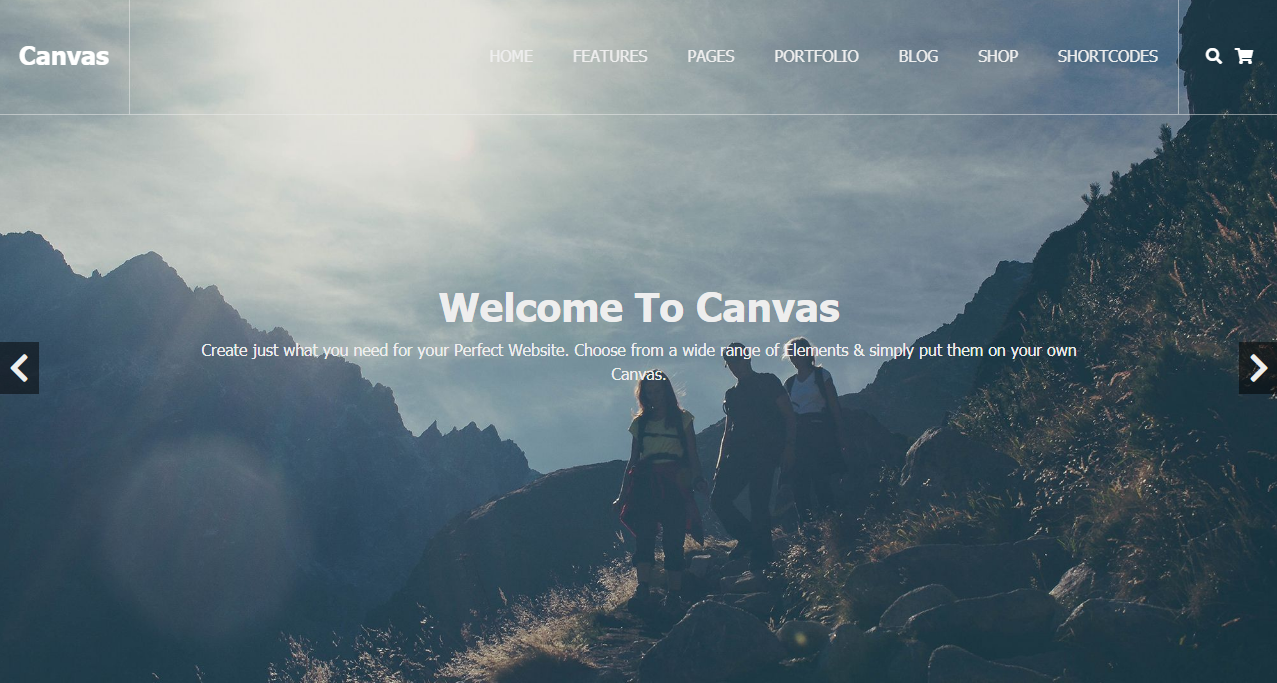 Canvas
HOME FEATURES PAGES PORTFOLIO BLOG SHOP SHORTCODES
Welcome To Canvas
Create just what you need for your Perfect Website. Choose from a wide range of Elements & simply put them on your own
Canvas.